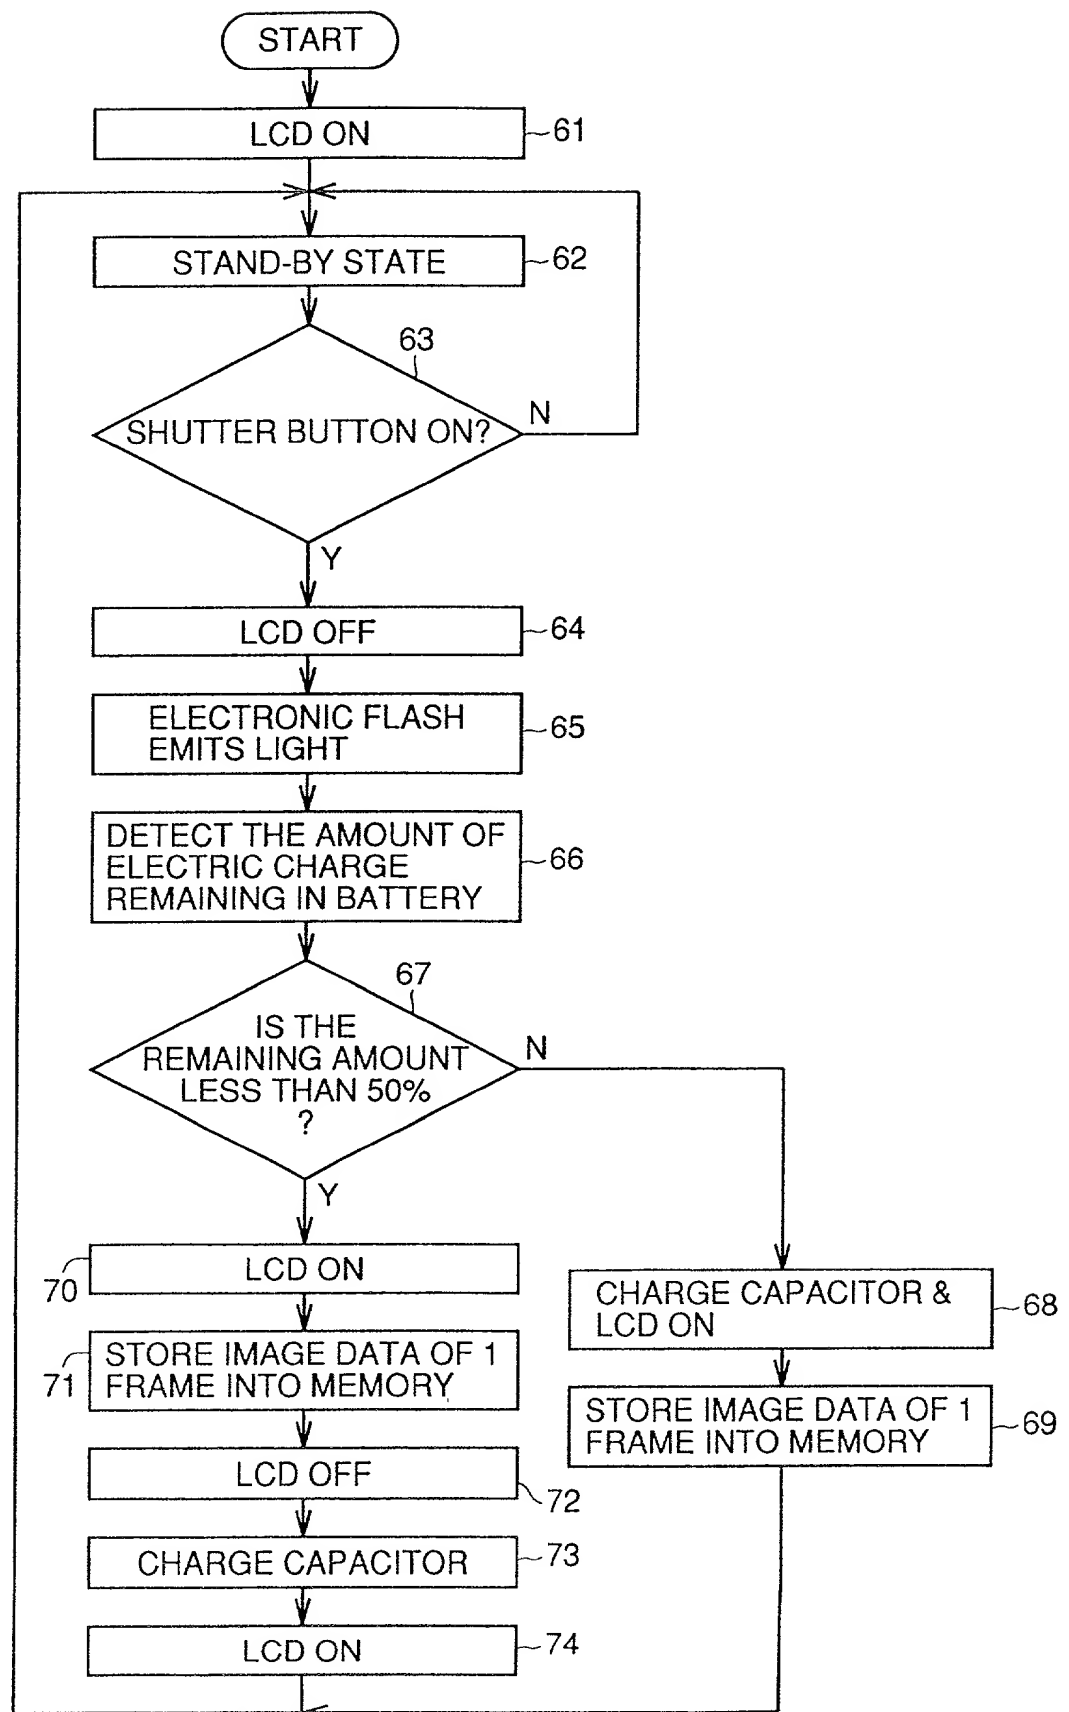 START
LCD ON
61
STAND-BY STATE
62
63
SHUTTER BUTTON ON?
N
Y
LCD OFF
64
ELECTRONIC FLASH
EMITS LIGHT
65
DETECT THE AMOUNT OF
ELECTRIC CHARGE
REMAINING IN BATTERY
66
67
IS THE
REMAINING AMOUNT
LESS THAN 50%
?
N
Y
70
LCD ON
71
STORE IMAGE DATA OF 1
FRAME INTO MEMORY
LCD OFF
72
CHARGE CAPACITOR
73
LCD ON
74
CHARGE CAPACITOR &
LCD ON
68
STORE IMAGE DATA OF 1
FRAME INTO MEMORY
69